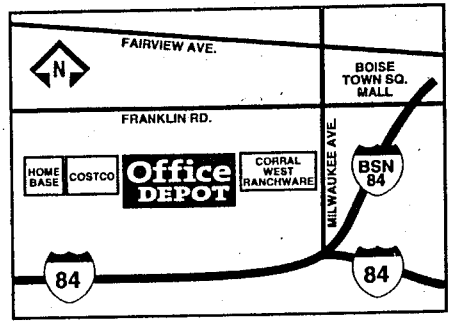 FAIRVIEW AVE.
N
BOISE
TOWN SQ.
MALL
FRANKLIN RD.
MILWAUKEE AVE.
HOME
BASE
COSTCO
Office
DEPOT
CORRAL
WEST
RANCHWARE
BSN
84
84
84